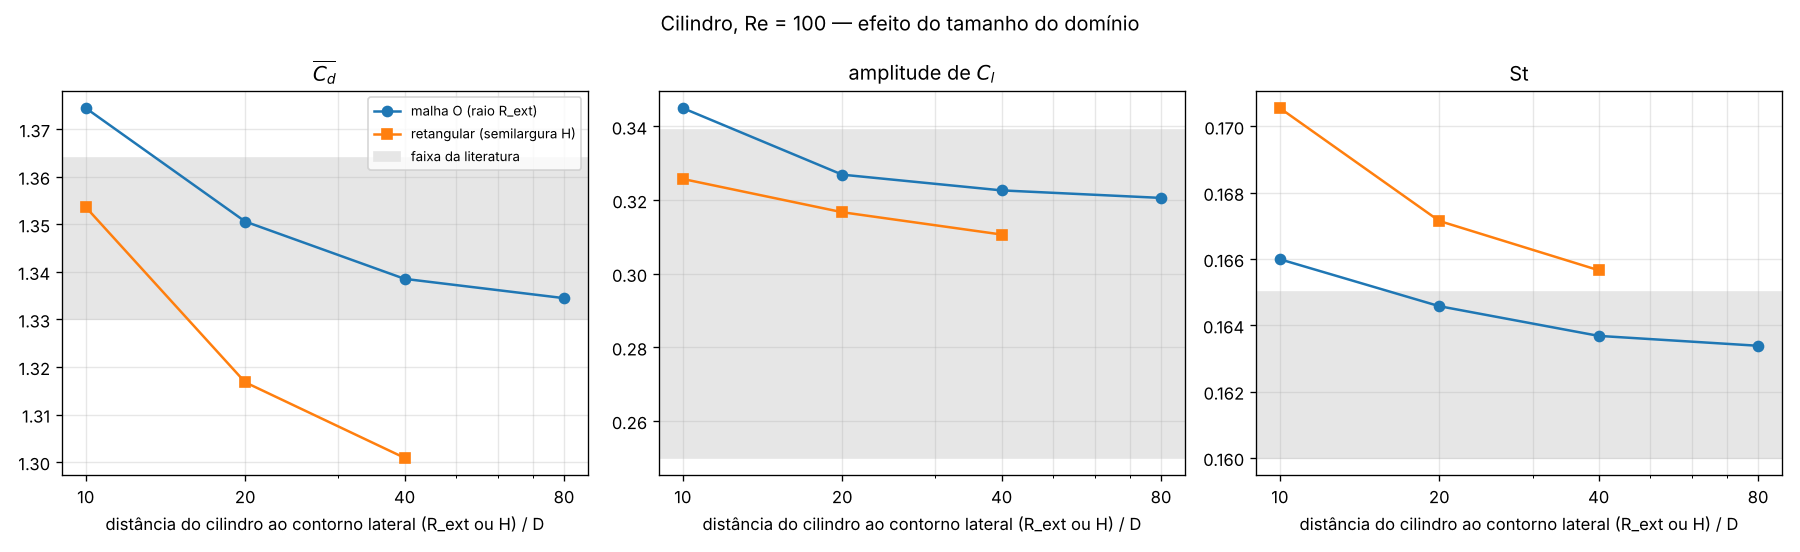 Cilindro, Re = 100 — efeito do tamanho do domínio
$\overline{C_d}$
1.37
1.36
1.35
1.34
1.33
1.32
1.31
1.30
malha O (raio R_ext)
retangular (semilargura H)
faixa da literatura
10 20 40 80
distância do cilindro ao contorno lateral (R_ext ou H) / D
amplitude de $C_l$
0.34
0.32
0.30
0.28
0.26
10 20 40 80
distância do cilindro ao contorno lateral (R_ext ou H) / D
St
0.170
0.168
0.166
0.164
0.162
0.160
10 20 40 80
distância do cilindro ao contorno lateral (R_ext ou H) / D